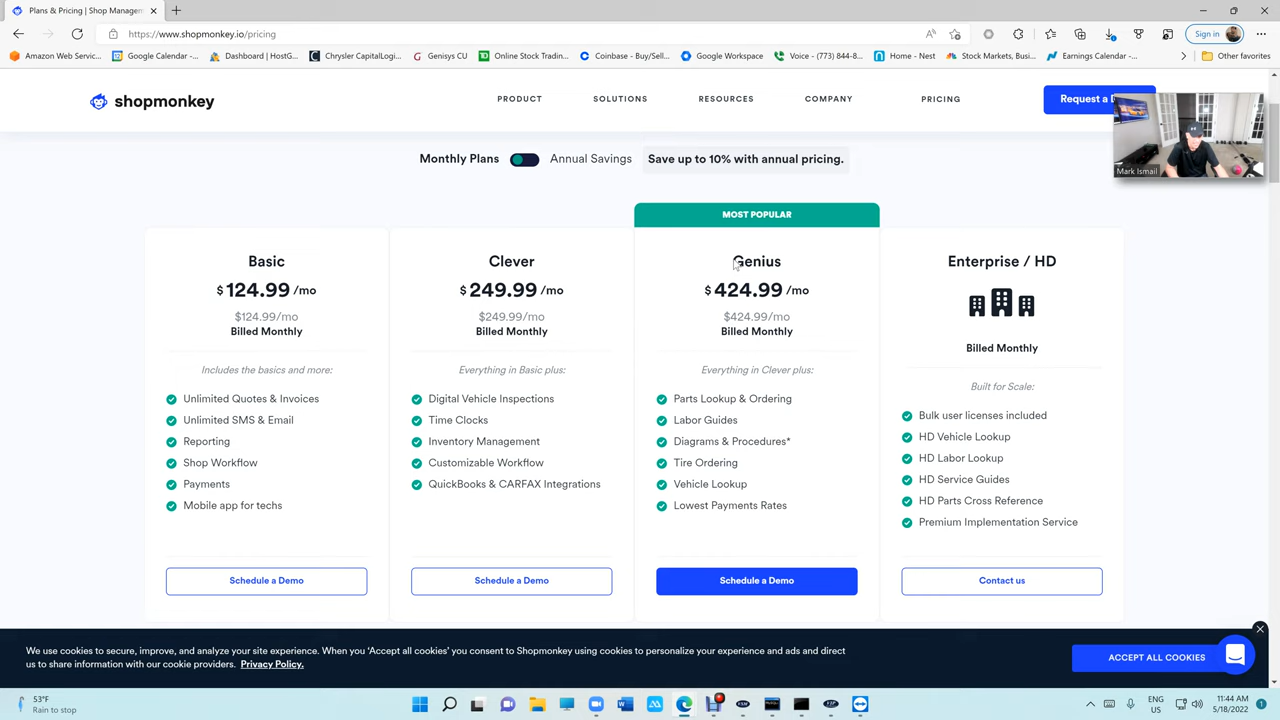 Plans & Pricing | Shop Managem
https://www.shopmonkey.io/pricing
Sign in
Amazon Web Servic...
Google Calendar -...
Dashboard | HostG...
Chrysler CapitalLogi...
Genisys CU
Online Stock Tradin...
Coinbase - Buy/Sell...
Google Workspace
Voice - (773) 844-8...
Home - Nest
Stock Markets, Busi...
Earnings Calendar -...
Other favorites
shopmonkey
PRODUCT
SOLUTIONS
RESOURCES
COMPANY
PRICING
Request a D
Mark Ismail
Monthly Plans
Annual Savings
Save up to 10% with annual pricing.
MOST POPULAR
Basic
$124.99 /mo
$124.99/mo
Billed Monthly
Includes the basics and more:
Unlimited Quotes & Invoices
Unlimited SMS & Email
Reporting
Shop Workflow
Payments
Mobile app for techs
Schedule a Demo
Clever
$249.99 /mo
$249.99/mo
Billed Monthly
Everything in Basic plus:
Digital Vehicle Inspections
Time Clocks
Inventory Management
Customizable Workflow
QuickBooks & CARFAX Integrations
Schedule a Demo
Genius
$424.99 /mo
$424.99/mo
Billed Monthly
Everything in Clever plus:
Parts Lookup & Ordering
Labor Guides
Diagrams & Procedures*
Tire Ordering
Vehicle Lookup
Lowest Payments Rates
Schedule a Demo
Enterprise / HD
Billed Monthly
Built for Scale:
Bulk user licenses included
HD Vehicle Lookup
HD Labor Lookup
HD Service Guides
HD Parts Cross Reference
Premium Implementation Service
Contact us
We use cookies to secure, improve, and analyze your site experience. When you 'Accept all cookies' you consent to Shopmonkey using cookies to personalize your experience and ads and direct
us to share information with our cookie providers. Privacy Policy.
ACCEPT ALL COOKIES
53°F
Rain to stop
ENG
US
11:44 AM
5/18/2022